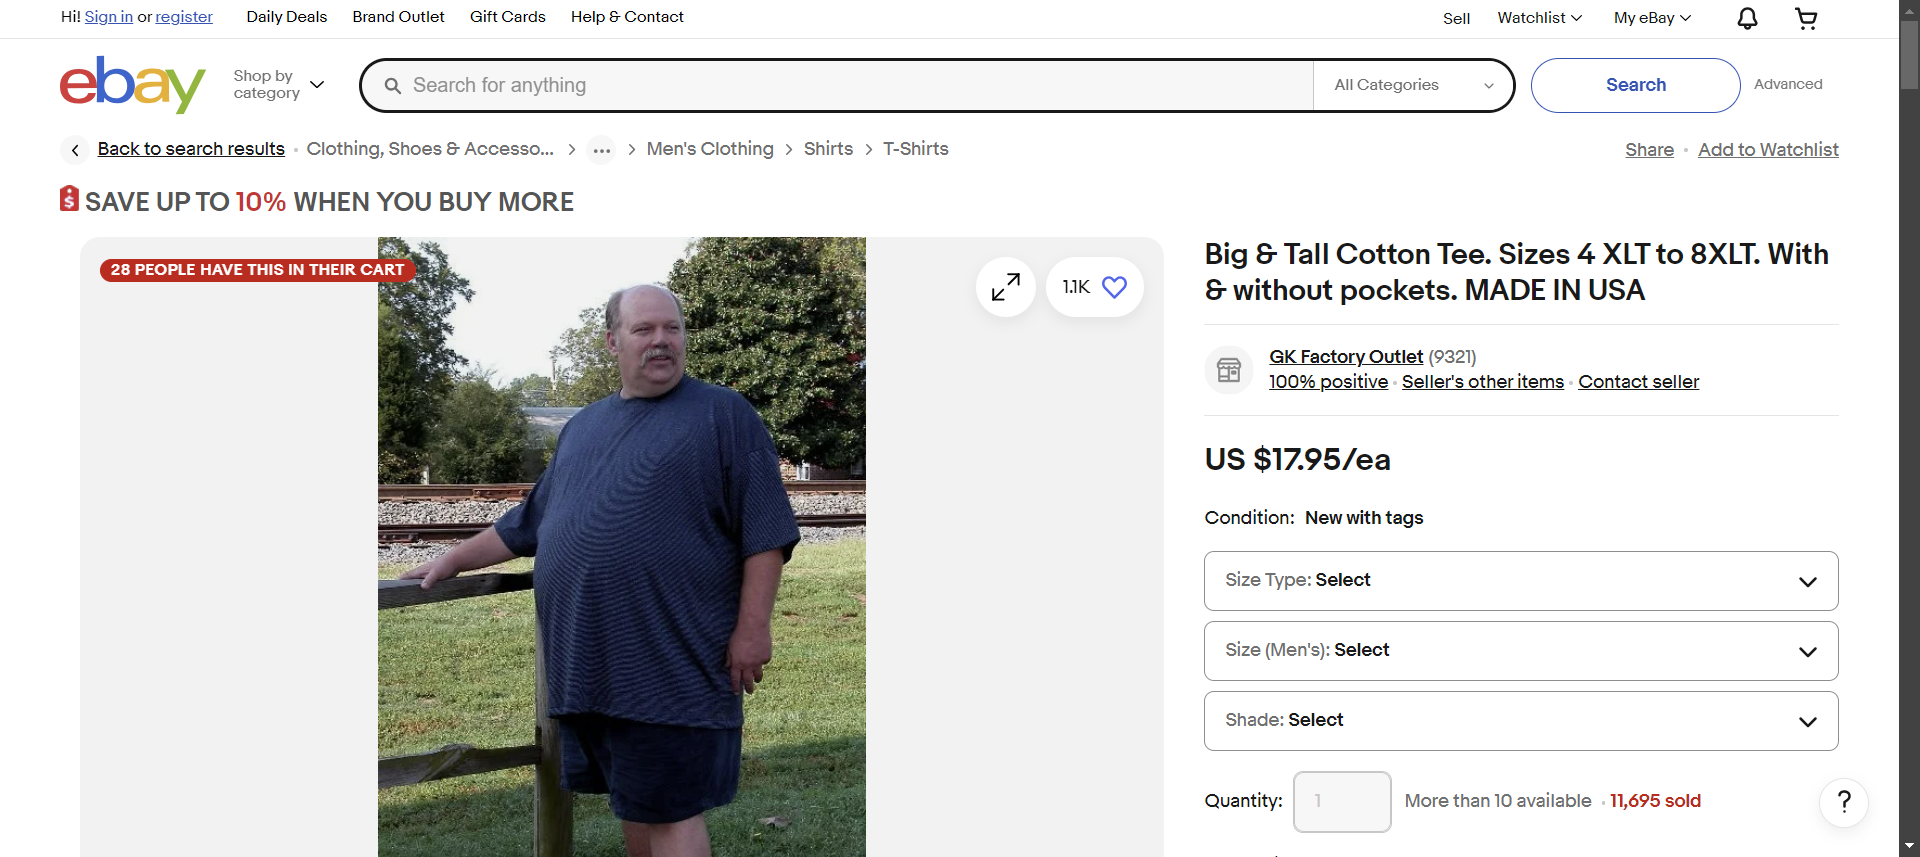 Hi! Sign in or register
Daily Deals
Brand Outlet
Gift Cards
Help & Contact
Sell
Watchlist
My eBay
ebay
Shop by
category
Search for anything
All Categories
Search
Advanced
Back to search results
Clothing, Shoes & Accesso...
...
Men's Clothing
Shirts
T-Shirts
Share
Add to Watchlist
SAVE UP TO 10% WHEN YOU BUY MORE
28 PEOPLE HAVE THIS IN THEIR CART
1.1K
Big & Tall Cotton Tee. Sizes 4 XLT to 8XLT. With
& without pockets. MADE IN USA
GK Factory Outlet (9321)
100% positive · Seller's other items · Contact seller
US $17.95/ea
Condition: New with tags
Size Type: Select
Size (Men's): Select
Shade: Select
Quantity: 1 More than 10 available · 11,695 sold
?